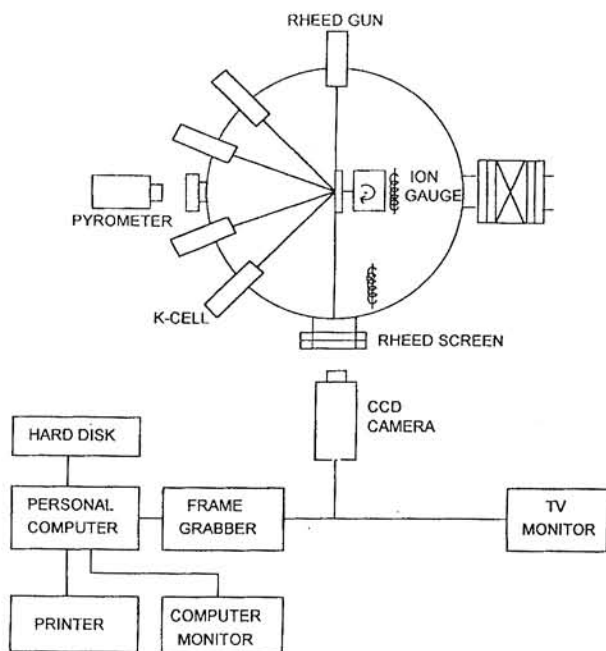 RHEED GUN
ION
GAUGE
PYROMETER
K-CELL
RHEED SCREEN
CCD
CAMERA
HARD DISK
PERSONAL
COMPUTER
FRAME
GRABBER
TV
MONITOR
PRINTER
COMPUTER
MONITOR